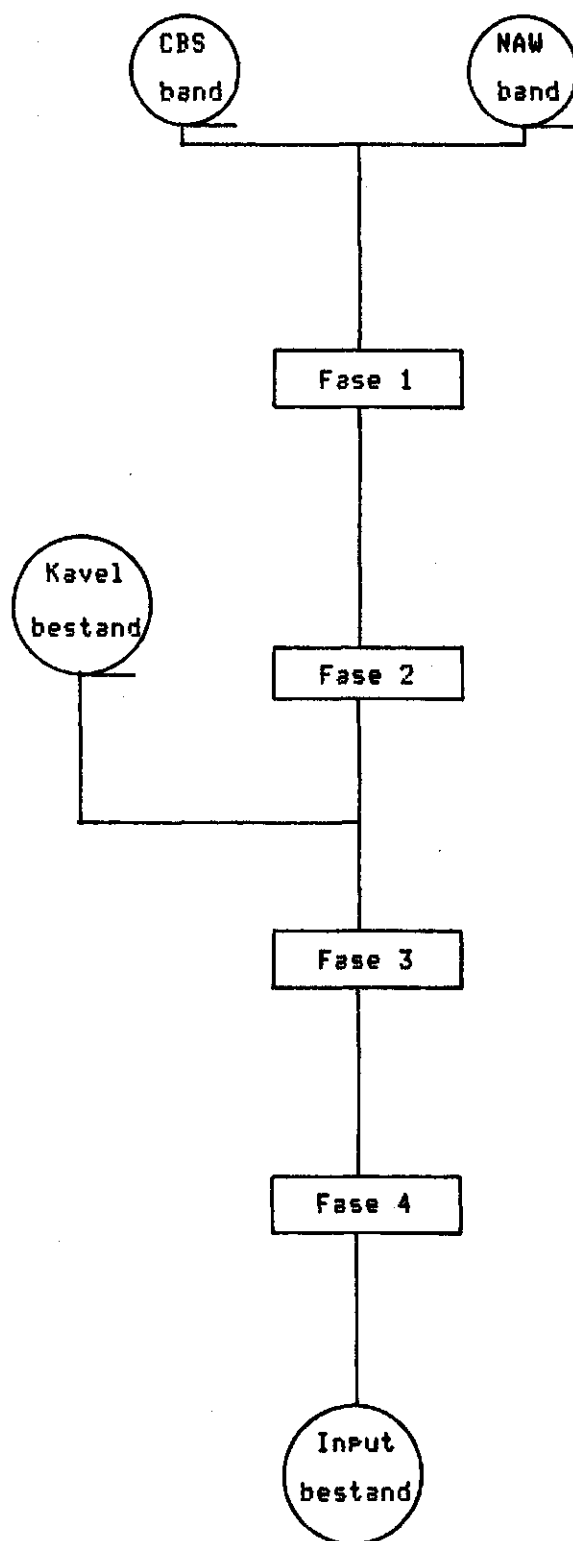 CBS
band
NAW
band
Fase 1
Kavel
bestand
Fase 2
Fase 3
Fase 4
Input
bestand